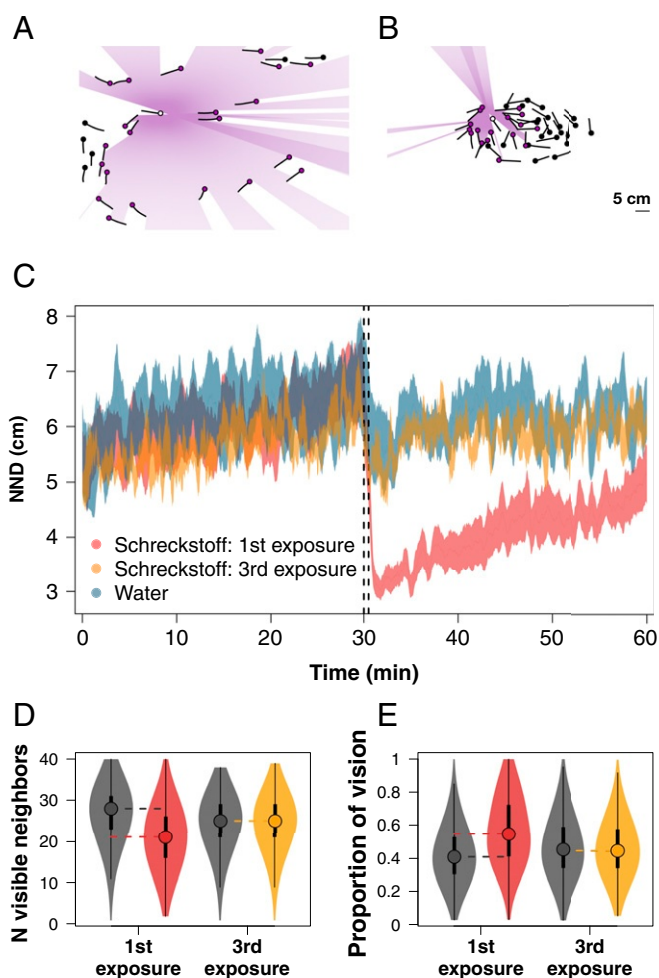 A
B
5 cm
C
8
7
6
5
4
3
NND (cm)
Schreckstoff: 1st exposure
Schreckstoff: 3rd exposure
Water
0 10 20 30 40 50 60
Time (min)
D
N visible neighbors
40
30
20
10
0
1st exposure
3rd exposure
E
Proportion of vision
1
0.8
0.6
0.4
0.2
0
1st exposure
3rd exposure